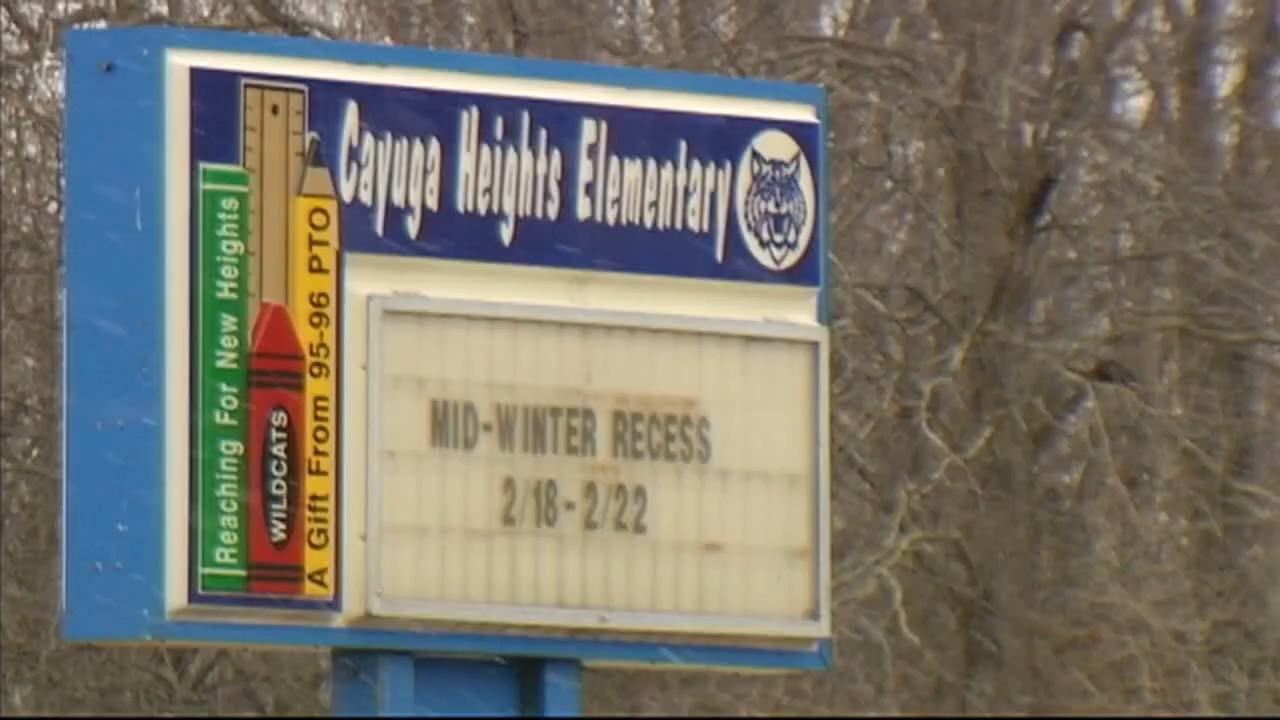 Cayuga Heights Elementary
Reaching For New Heights
WILDCATS
A Gift From 95-96 PTO
MID-WINTER RECESS
2/18-2/22